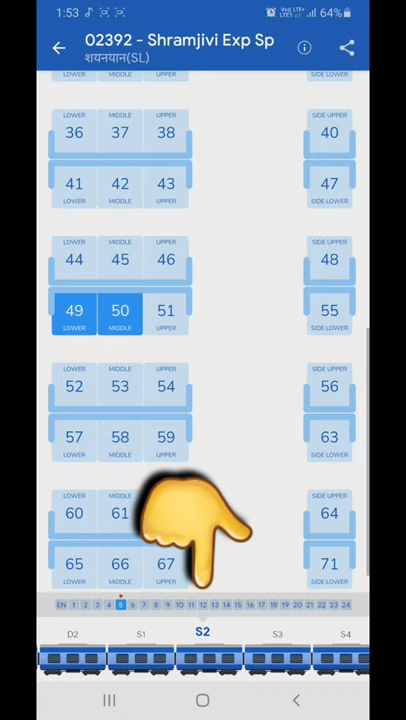 1:53
VoLTE+ LTE1 64%
02392 - Shramjivi Exp Sp
शयनयान(SL)
LOWER MIDDLE UPPER SIDE LOWER
LOWER MIDDLE UPPER SIDE UPPER
36 37 38 40
41 42 43 47
LOWER MIDDLE UPPER SIDE LOWER
LOWER MIDDLE UPPER SIDE UPPER
44 45 46 48
49 50 51 55
LOWER MIDDLE UPPER SIDE LOWER
LOWER MIDDLE UPPER SIDE UPPER
52 53 54 56
57 58 59 63
LOWER MIDDLE UPPER SIDE LOWER
LOWER MIDDLE SIDE UPPER
60 61 64
65 66 67 71
LOWER MIDDLE UPPER SIDE LOWER
EN 1 2 3 4 5 6 7 8 9 10 11 12 13 14 15 16 17 18 19 20 21 22 23 24
D2 S1 S2 S3 S4